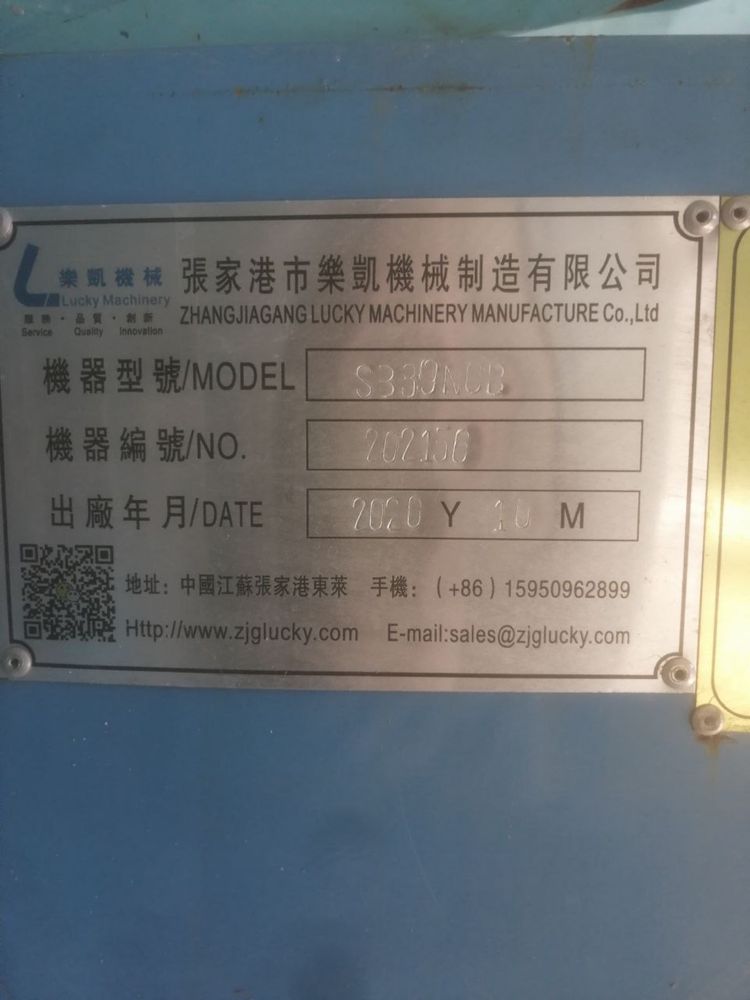 樂凱機械
Lucky Machinery
服務·品質·創新
Service Quality Innovation
張家港市樂凱機械制造有限公司
ZHANGJIAGANG LUCKY MACHINERY MANUFACTURE Co.,Ltd
機器型號/MODEL SB30NCB
機器編號/NO. 202150
出廠年月/DATE 2020 Y 10 M
地址：中國江蘇張家港東萊 手機：(+86)15950962899
Http://www.zjglucky.com E-mail:sales@zjglucky.com